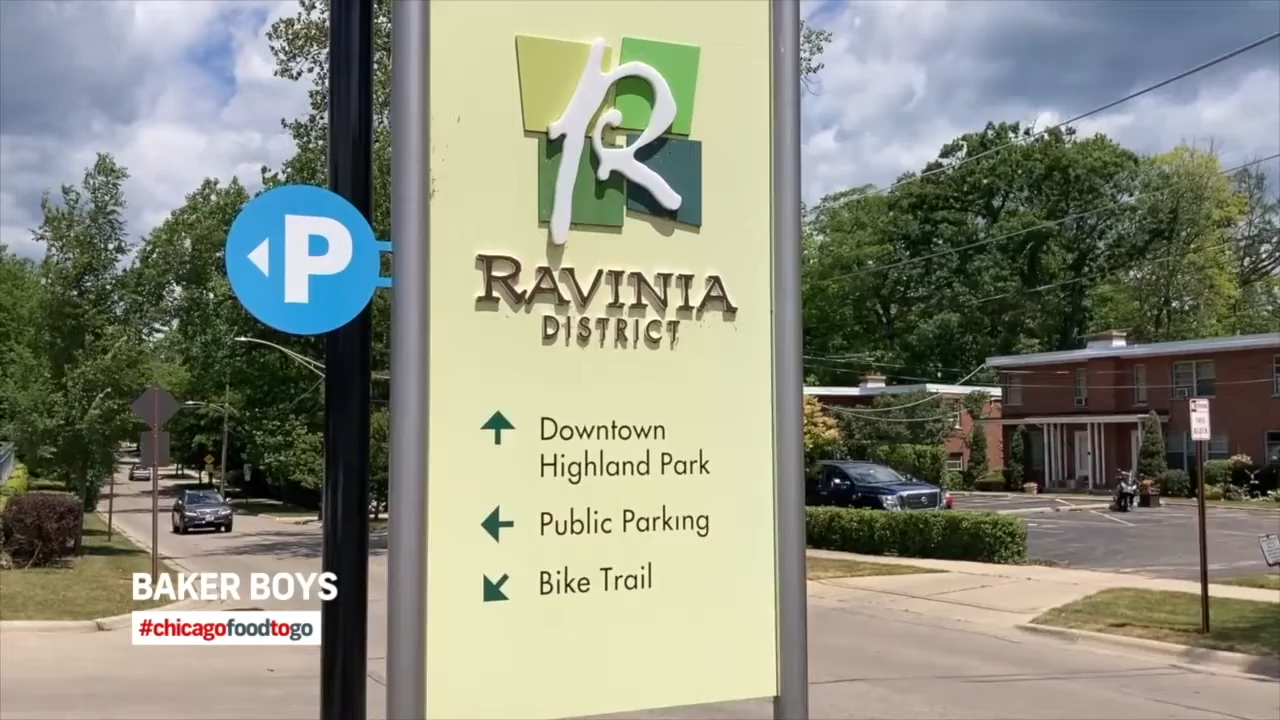 R
RAVINIA
DISTRICT
P
Downtown
Highland Park
Public Parking
Bike Trail
BAKER BOYS
#chicagofoodtogo